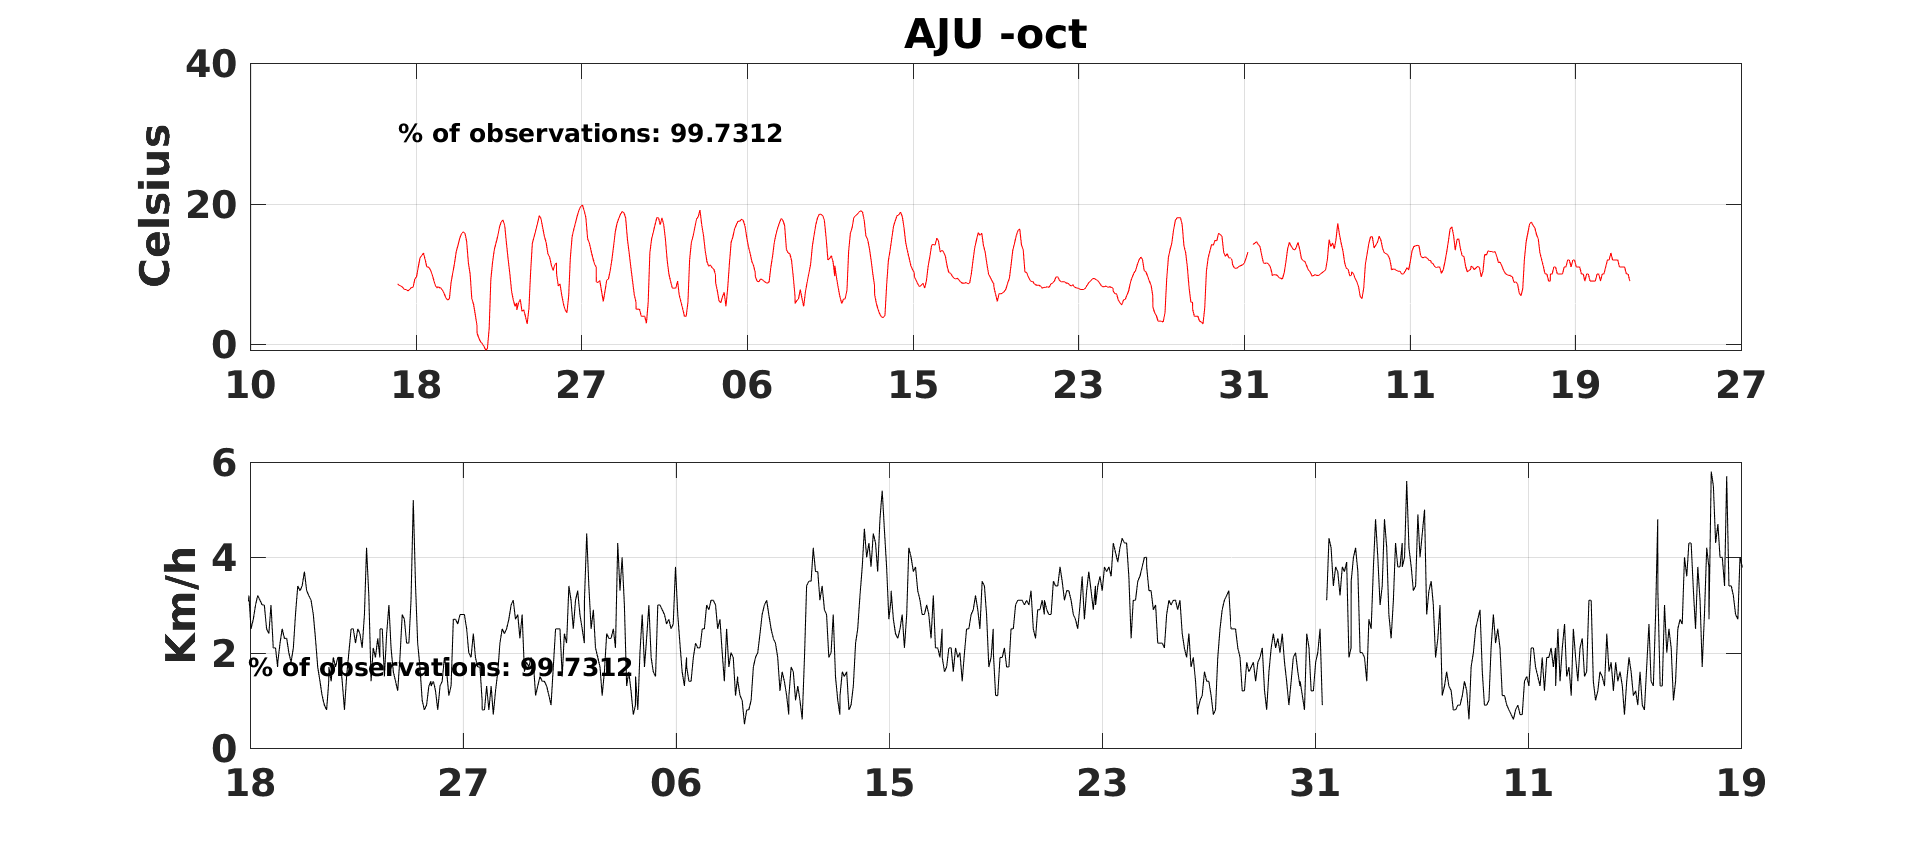 AJU -oct
Celsius
40
20
0
% of observations: 99.7312
10 18 27 06 15 23 31 11 19 27
Km/h
6
4
2
0
% of observations: 99.7312
18 27 06 15 23 31 11 19